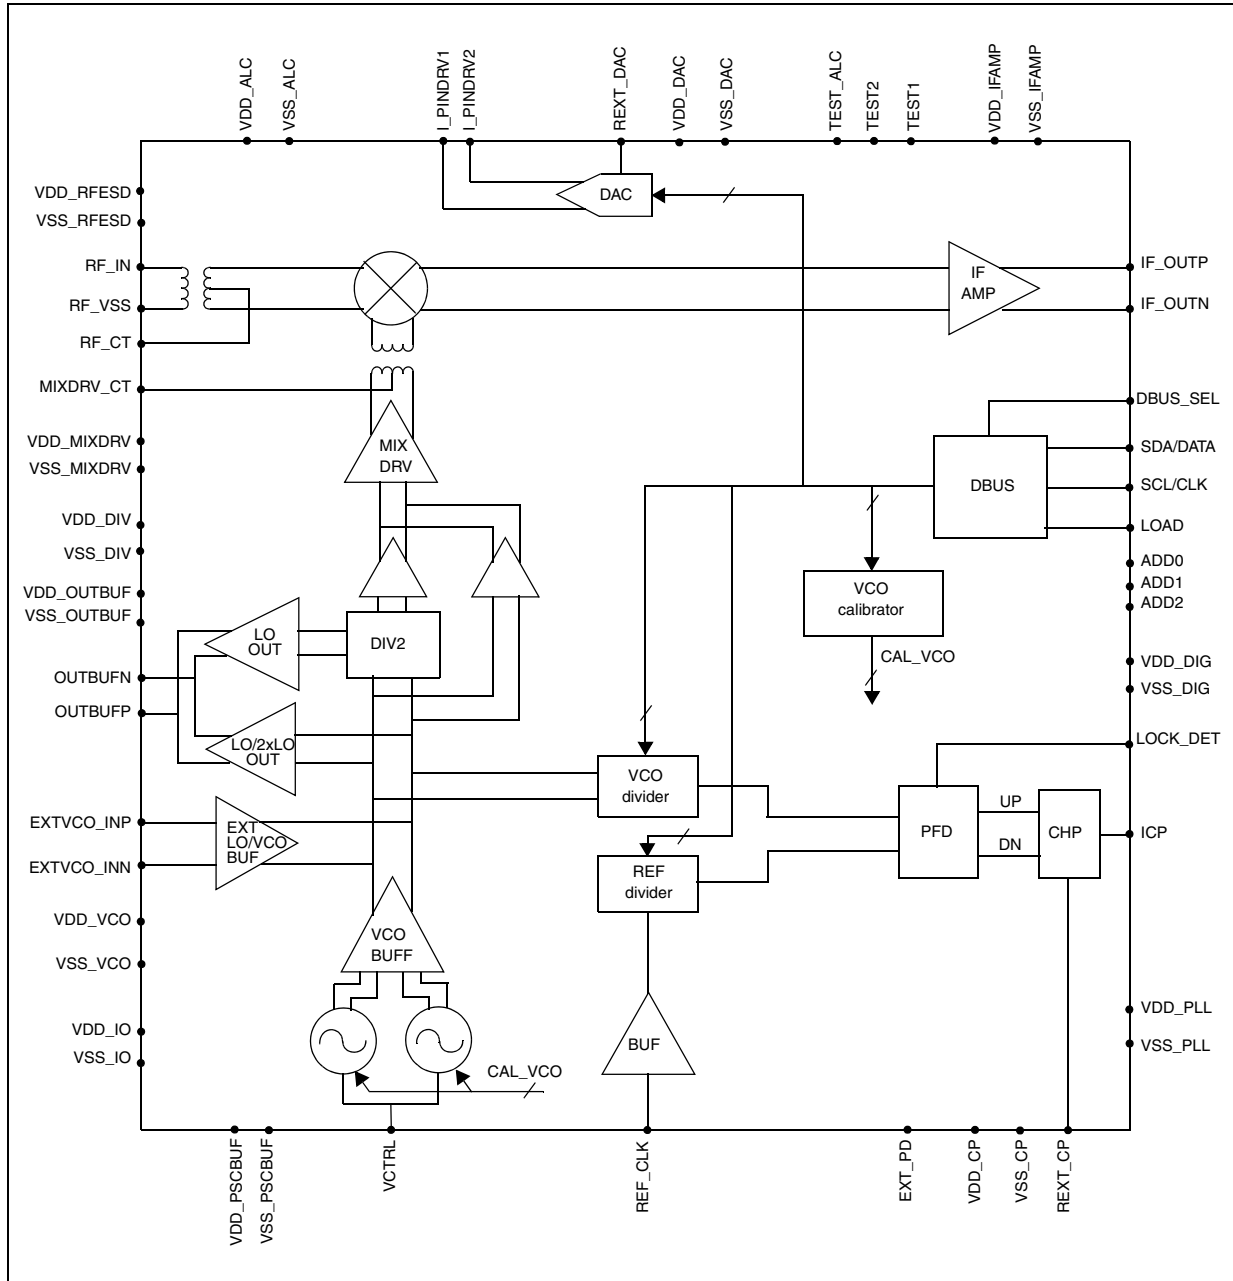 VDD_ALC
VSS_ALC
I_PINDRV1
I_PINDRV2
REXT_DAC
VDD_DAC
VSS_DAC
TEST_ALC
TEST2
TEST1
VDD_IFAMP
VSS_IFAMP
VDD_RFESD
VSS_RFESD
DAC
RF_IN
RF_VSS
RF_CT
IF
AMP
IF_OUTP
IF_OUTN
MIXDRV_CT
DBUS_SEL
VDD_MIXDRV
VSS_MIXDRV
MIX
DRV
DBUS
SDA/DATA
SCL/CLK
LOAD
VDD_DIV
VSS_DIV
ADD0
ADD1
ADD2
VDD_OUTBUF
VSS_OUTBUF
VCO
calibrator
LO
OUT
DIV2
CAL_VCO
VDD_DIG
VSS_DIG
OUTBUFN
OUTBUFP
LO/2xLO
OUT
LOCK_DET
VCO
divider
EXTVCO_INP
EXTVCO_INN
EXT
LO/VCO
BUF
PFD
UP
DN
CHP
ICP
REF
divider
VDD_VCO
VSS_VCO
VCO
BUFF
VDD_IO
VSS_IO
BUF
VDD_PLL
VSS_PLL
CAL_VCO
VDD_PSCBUF
VSS_PSCBUF
VCTRL
REF_CLK
EXT_PD
VDD_CP
VSS_CP
REXT_CP